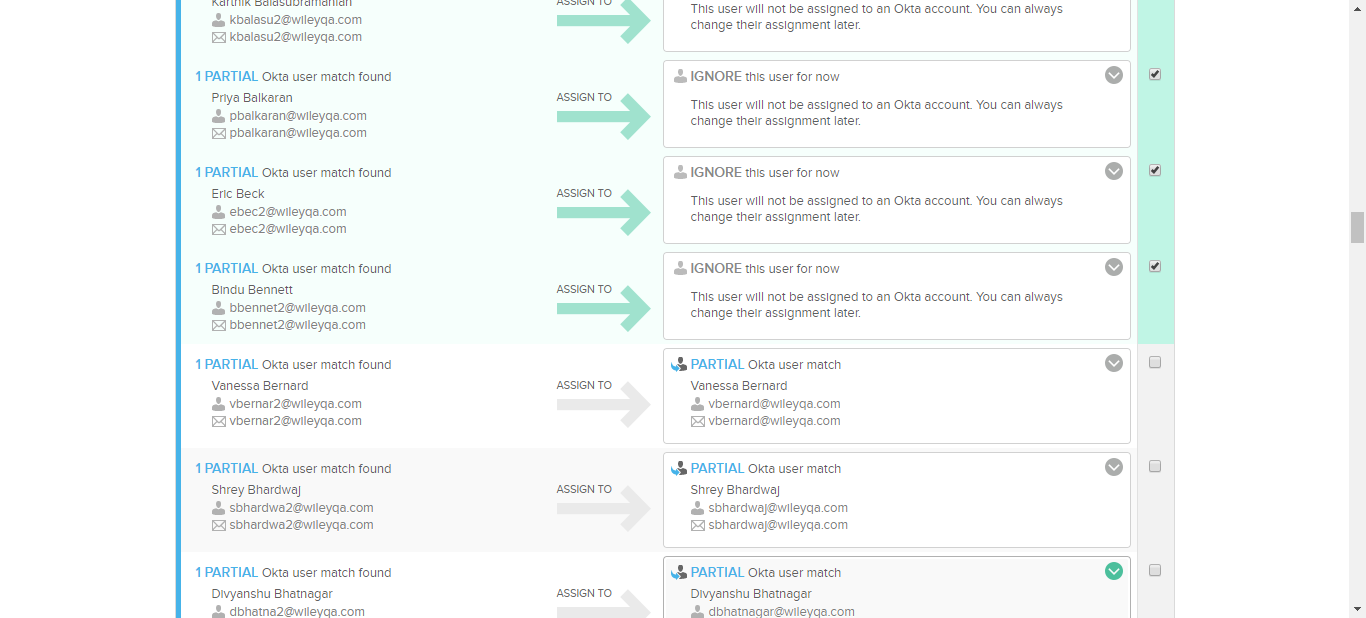 Karthik Balasubramanian
kbalasu2@wileyqa.com
kbalasu2@wileyqa.com
ASSIGN TO
This user will not be assigned to an Okta account. You can always
change their assignment later.
1 PARTIAL Okta user match found
Priya Balkaran
pbalkaran@wileyqa.com
pbalkaran@wileyqa.com
ASSIGN TO
IGNORE this user for now
This user will not be assigned to an Okta account. You can always
change their assignment later.
1 PARTIAL Okta user match found
Eric Beck
ebec2@wileyqa.com
ebec2@wileyqa.com
ASSIGN TO
IGNORE this user for now
This user will not be assigned to an Okta account. You can always
change their assignment later.
1 PARTIAL Okta user match found
Bindu Bennett
bbennet2@wileyqa.com
bbennet2@wileyqa.com
ASSIGN TO
IGNORE this user for now
This user will not be assigned to an Okta account. You can always
change their assignment later.
1 PARTIAL Okta user match found
Vanessa Bernard
vbernar2@wileyqa.com
vbernar2@wileyqa.com
ASSIGN TO
PARTIAL Okta user match
Vanessa Bernard
vbernard@wileyqa.com
vbernard@wileyqa.com
1 PARTIAL Okta user match found
Shrey Bhardwaj
sbhardwa2@wileyqa.com
sbhardwa2@wileyqa.com
ASSIGN TO
PARTIAL Okta user match
Shrey Bhardwaj
sbhardwaj@wileyqa.com
sbhardwaj@wileyqa.com
1 PARTIAL Okta user match found
Divyanshu Bhatnagar
dbhatna2@wileyqa.com
ASSIGN TO
PARTIAL Okta user match
Divyanshu Bhatnagar
dbhatnagar@wileyqa.com